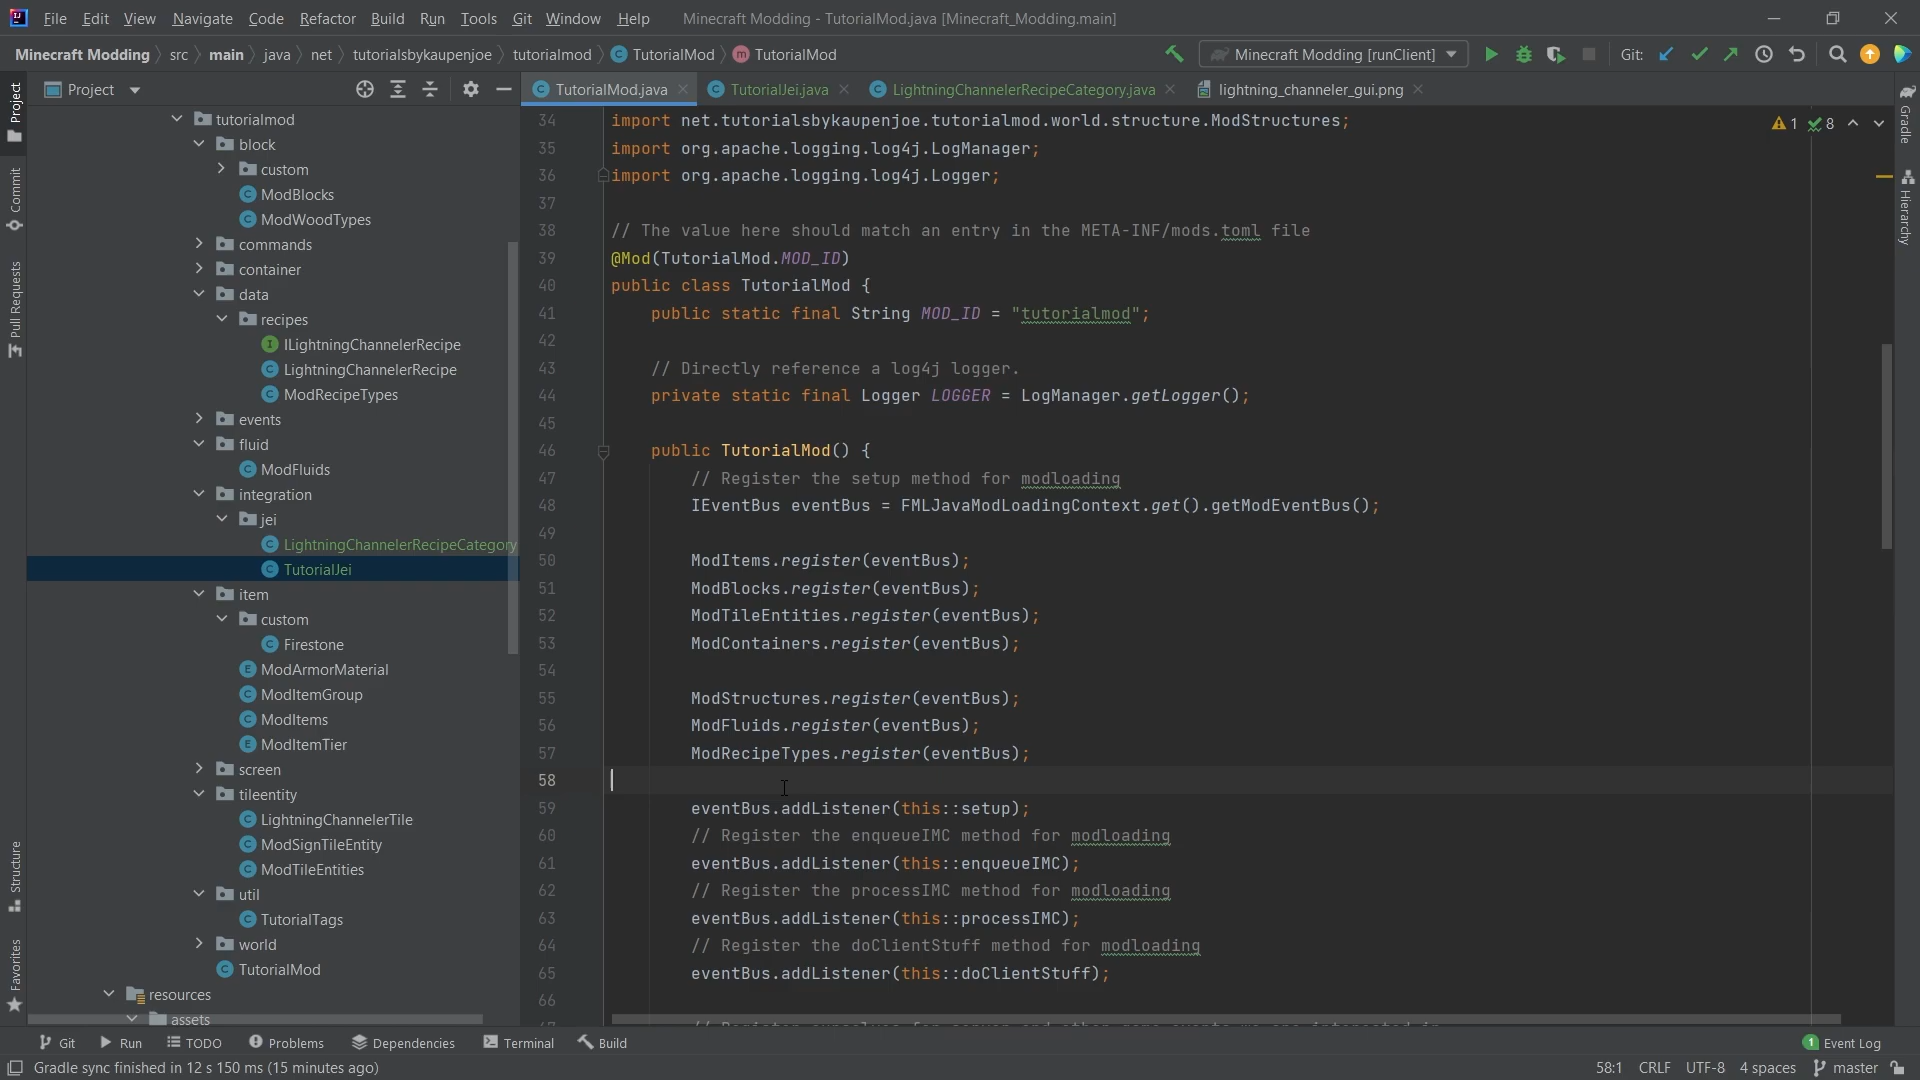 File Edit View Navigate Code Refactor Build Run Tools Git Window Help Minecraft Modding - TutorialMod.java [Minecraft_Modding.main]
Minecraft Modding src main java net tutorialsbykaupenjoe tutorialmod TutorialMod TutorialMod Minecraft Modding [runClient] Git:
Project TutorialMod.java TutorialJei.java LightningChannelerRecipeCategory.java lightning_channeler_gui.png
Project
Commit
Pull Requests
Structure
Favorites
tutorialmod
block
custom
ModBlocks
ModWoodTypes
commands
container
data
recipes
ILightningChannelerRecipe
LightningChannelerRecipe
ModRecipeTypes
events
fluid
ModFluids
integration
jei
LightningChannelerRecipeCategory
TutorialJei
item
custom
Firestone
ModArmorMaterial
ModItemGroup
ModItems
ModItemTier
screen
tileentity
LightningChannelerTile
ModSignTileEntity
ModTileEntities
util
TutorialTags
world
TutorialMod
resources
assets
34 import net.tutorialsbykaupenjoe.tutorialmod.world.structure.ModStructures;
35 import org.apache.logging.log4j.LogManager;
36 import org.apache.logging.log4j.Logger;
37
38 // The value here should match an entry in the META-INF/mods.toml file
39 @Mod(TutorialMod.MOD_ID)
40 public class TutorialMod {
41 public static final String MOD_ID = "tutorialmod";
42
43 // Directly reference a log4j logger.
44 private static final Logger LOGGER = LogManager.getLogger();
45
46 public TutorialMod() {
47 // Register the setup method for modloading
48 IEventBus eventBus = FMLJavaModLoadingContext.get().getModEventBus();
49
50 ModItems.register(eventBus);
51 ModBlocks.register(eventBus);
52 ModTileEntities.register(eventBus);
53 ModContainers.register(eventBus);
54
55 ModStructures.register(eventBus);
56 ModFluids.register(eventBus);
57 ModRecipeTypes.register(eventBus);
58
59 eventBus.addListener(this::setup);
60 // Register the enqueueIMC method for modloading
61 eventBus.addListener(this::enqueueIMC);
62 // Register the processIMC method for modloading
63 eventBus.addListener(this::processIMC);
64 // Register the doClientStuff method for modloading
65 eventBus.addListener(this::doClientStuff);
66
1 8
Gradle
Hierarchy
Git Run TODO Problems Dependencies Terminal Build 1 Event Log
Gradle sync finished in 12 s 150 ms (15 minutes ago) 58:1 CRLF UTF-8 4 spaces master